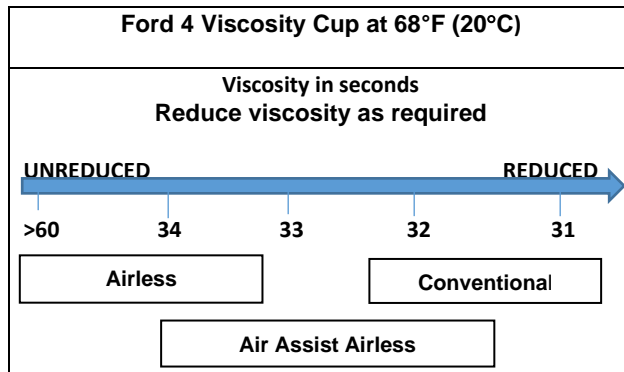 Ford 4 Viscosity Cup at 68°F (20°C)
Viscosity in seconds
Reduce viscosity as required
UNREDUCED REDUCED
>60 34 33 32 31
Airless Conventional
Air Assist Airless